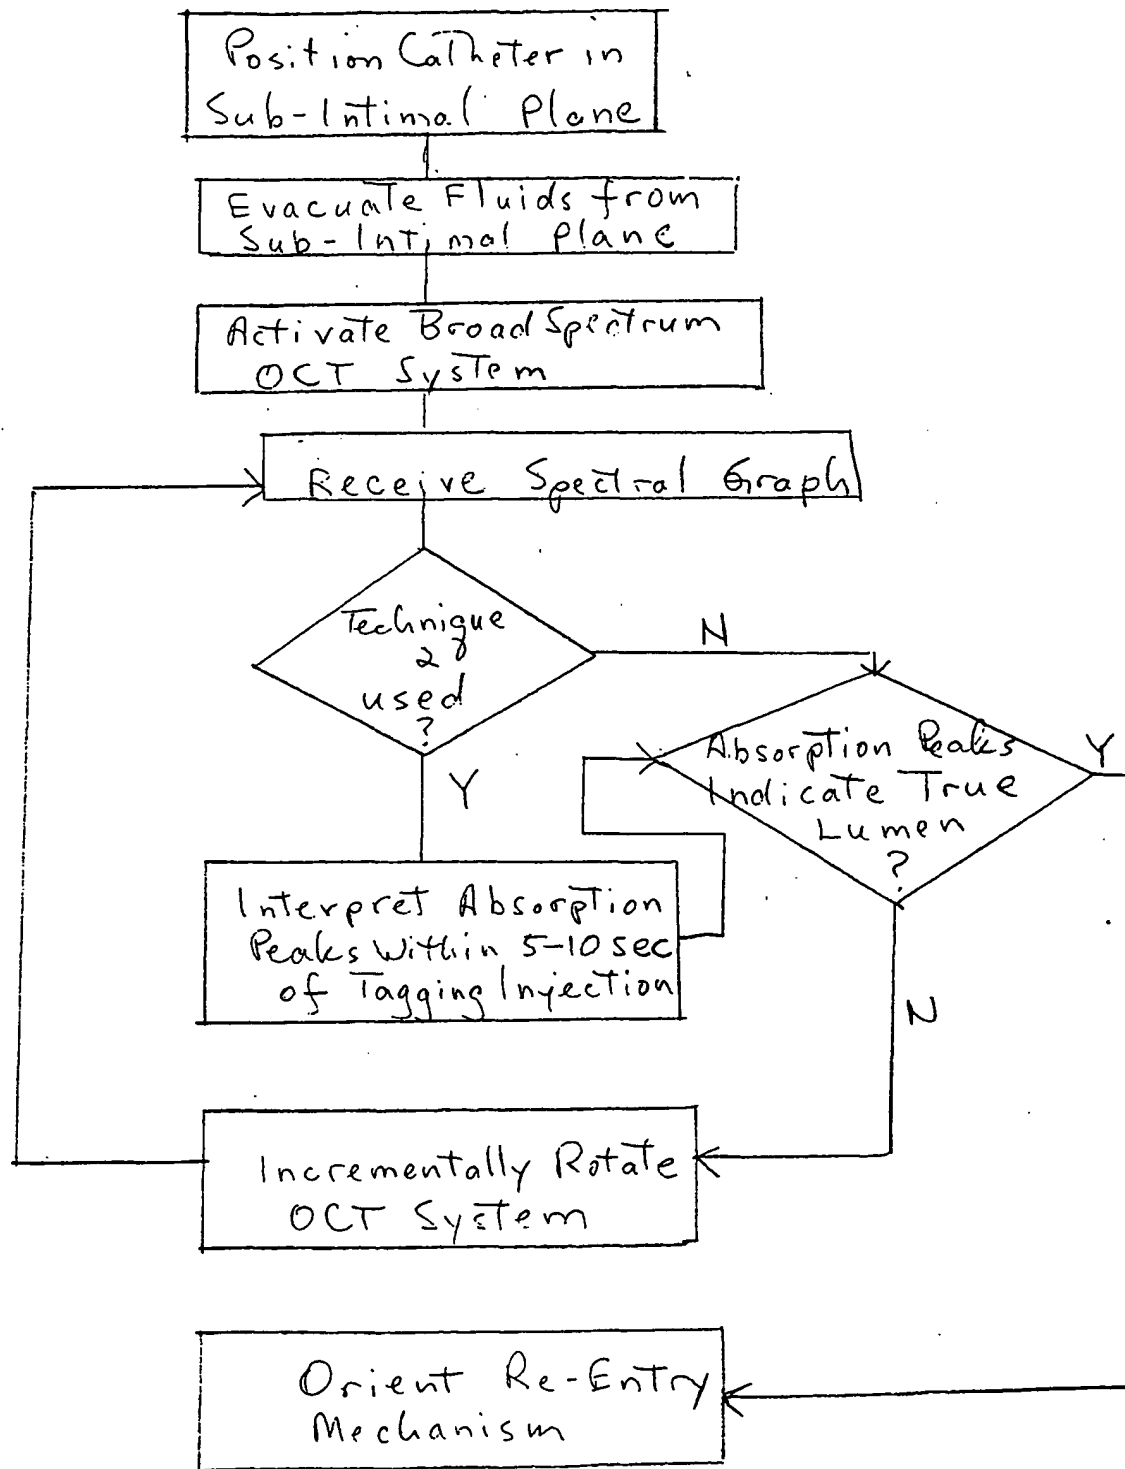 Position Catheter in
Sub-Intimal Plane
Evacuate Fluids from
Sub-Intimal Plane
Activate Broad Spectrum
OCT System
Receive Spectral Graph
Technique
2
used
?
N
Y
Absorption Peaks
Indicate True
Lumen
?
Y
N
Interpret Absorption
Peaks Within 5-10 sec
of Tagging Injection
Incrementally Rotate
OCT System
Orient Re-Entry
Mechanism